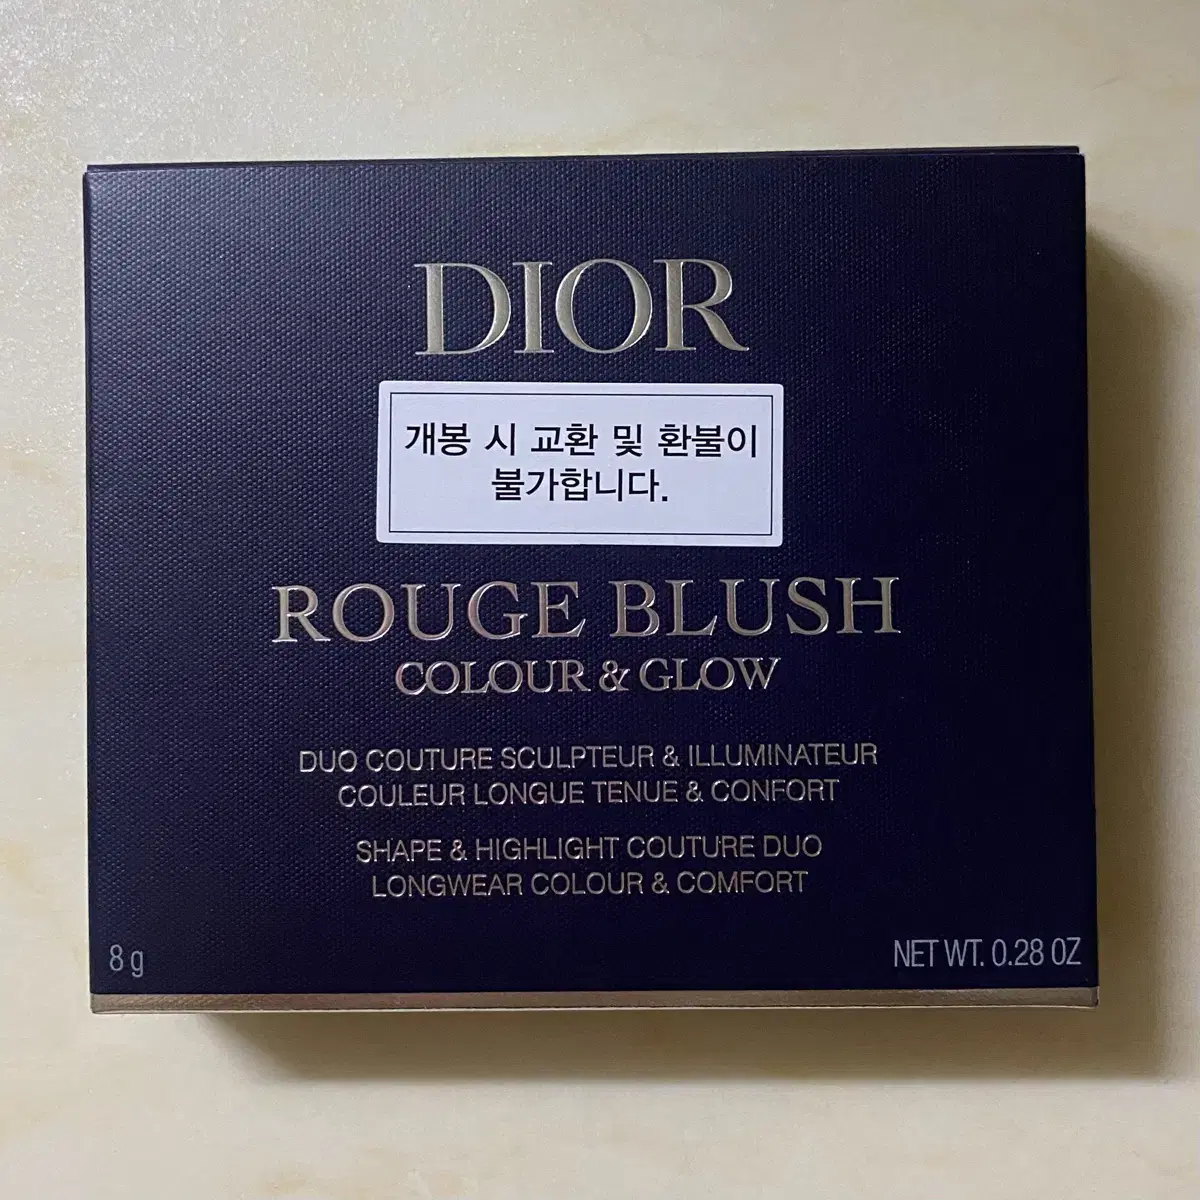 DIOR
개봉 시 교환 및 환불이
불가합니다.
ROUGE BLUSH
COLOUR & GLOW
DUO COUTURE SCULPTEUR & ILLUMINATEUR
COULEUR LONGUE TENUE & CONFORT
SHAPE & HIGHLIGHT COUTURE DUO
LONGWEAR COLOUR & COMFORT
8 g
NET WT. 0.28 OZ